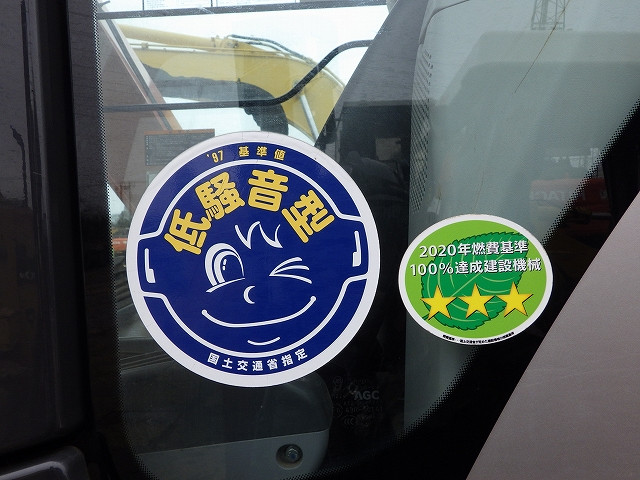 '97 基準値
低騒音型
国土交通省指定
2020年燃費基準
100%達成建設機械
AGC